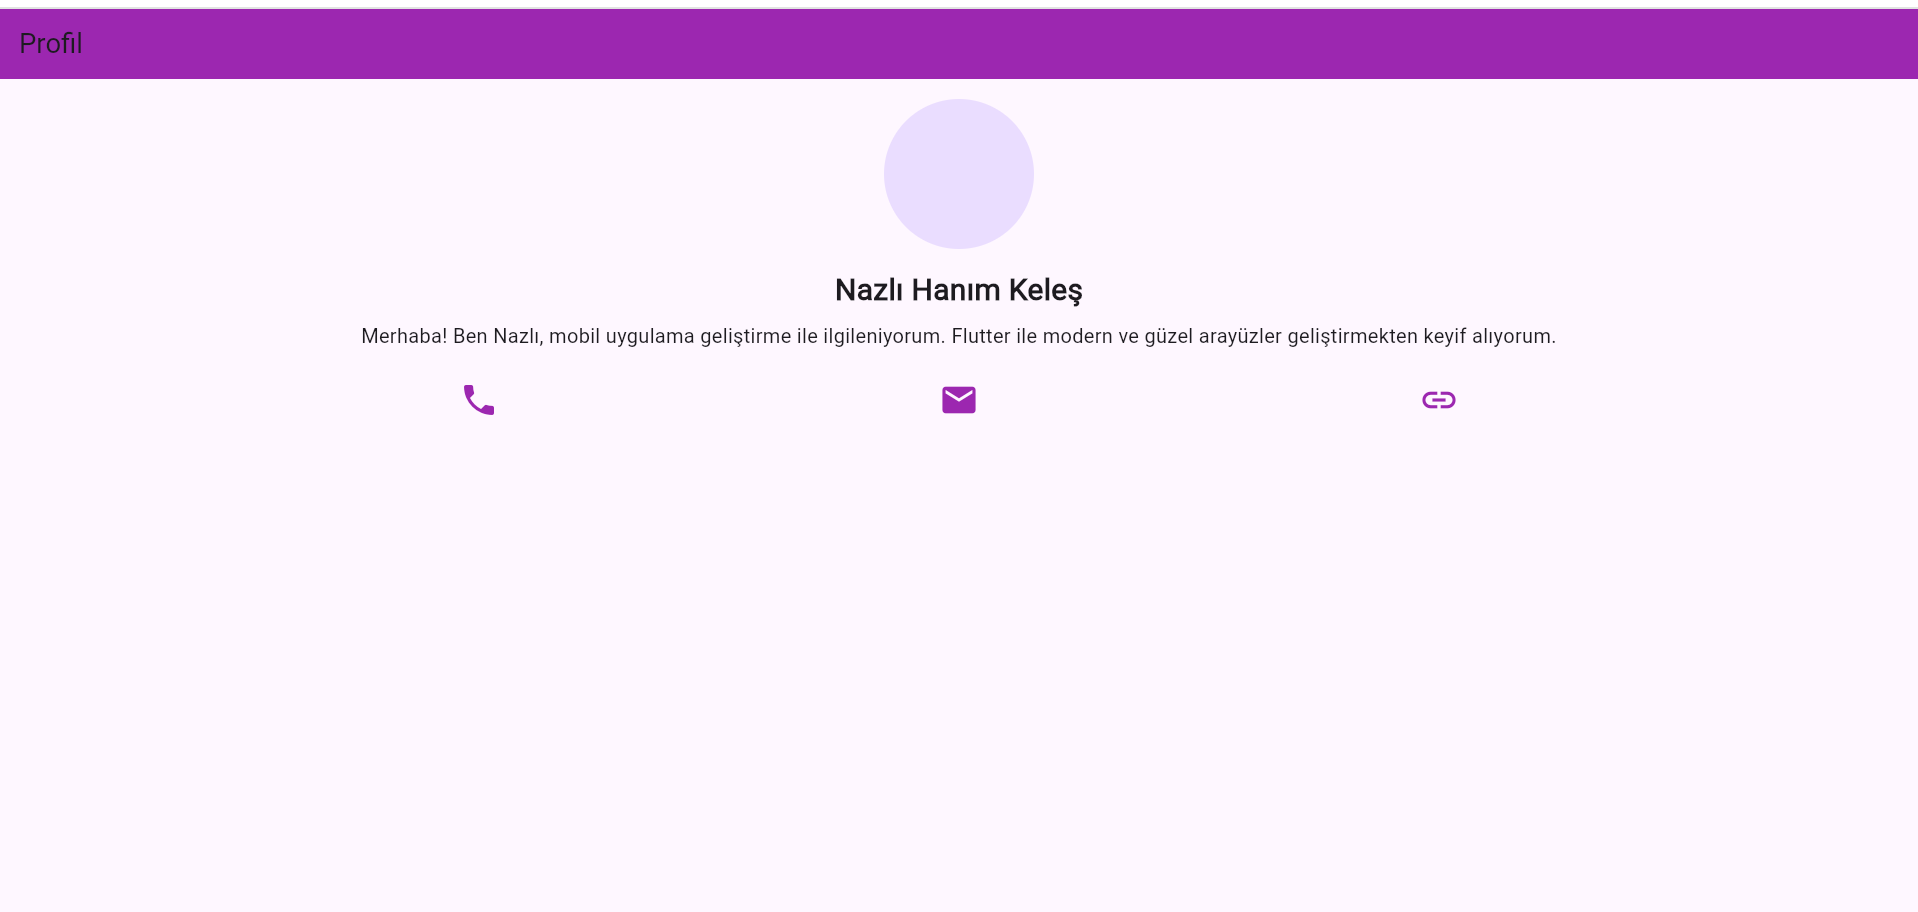 Profil
Nazlı Hanım Keleş
Merhaba! Ben Nazlı, mobil uygulama geliştirme ile ilgileniyorum. Flutter ile modern ve güzel arayüzler geliştirmekten keyif alıyorum.